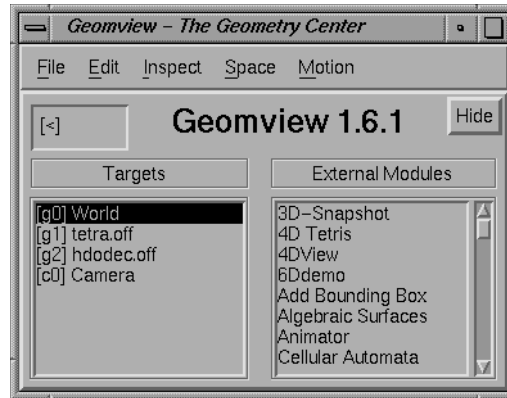 Geomview – The Geometry Center
File Edit Inspect Space Motion
[<] Geomview 1.6.1 Hide
Targets
[g0] World
[g1] tetra.off
[g2] hdodec.off
[c0] Camera
External Modules
3D–Snapshot
4D Tetris
4DView
6Ddemo
Add Bounding Box
Algebraic Surfaces
Animator
Cellular Automata